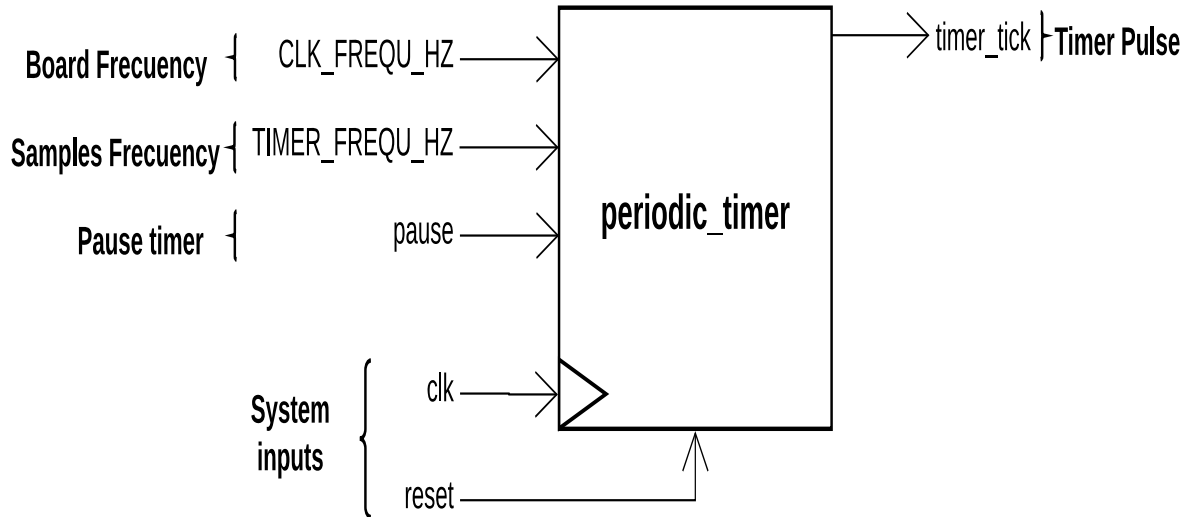 Board Frecuency
CLK_FREQU_HZ
timer_tick
Timer Pulse
Samples Frecuency
TIMER_FREQU_HZ
periodic_timer
Pause timer
pause
System
inputs
clk
reset